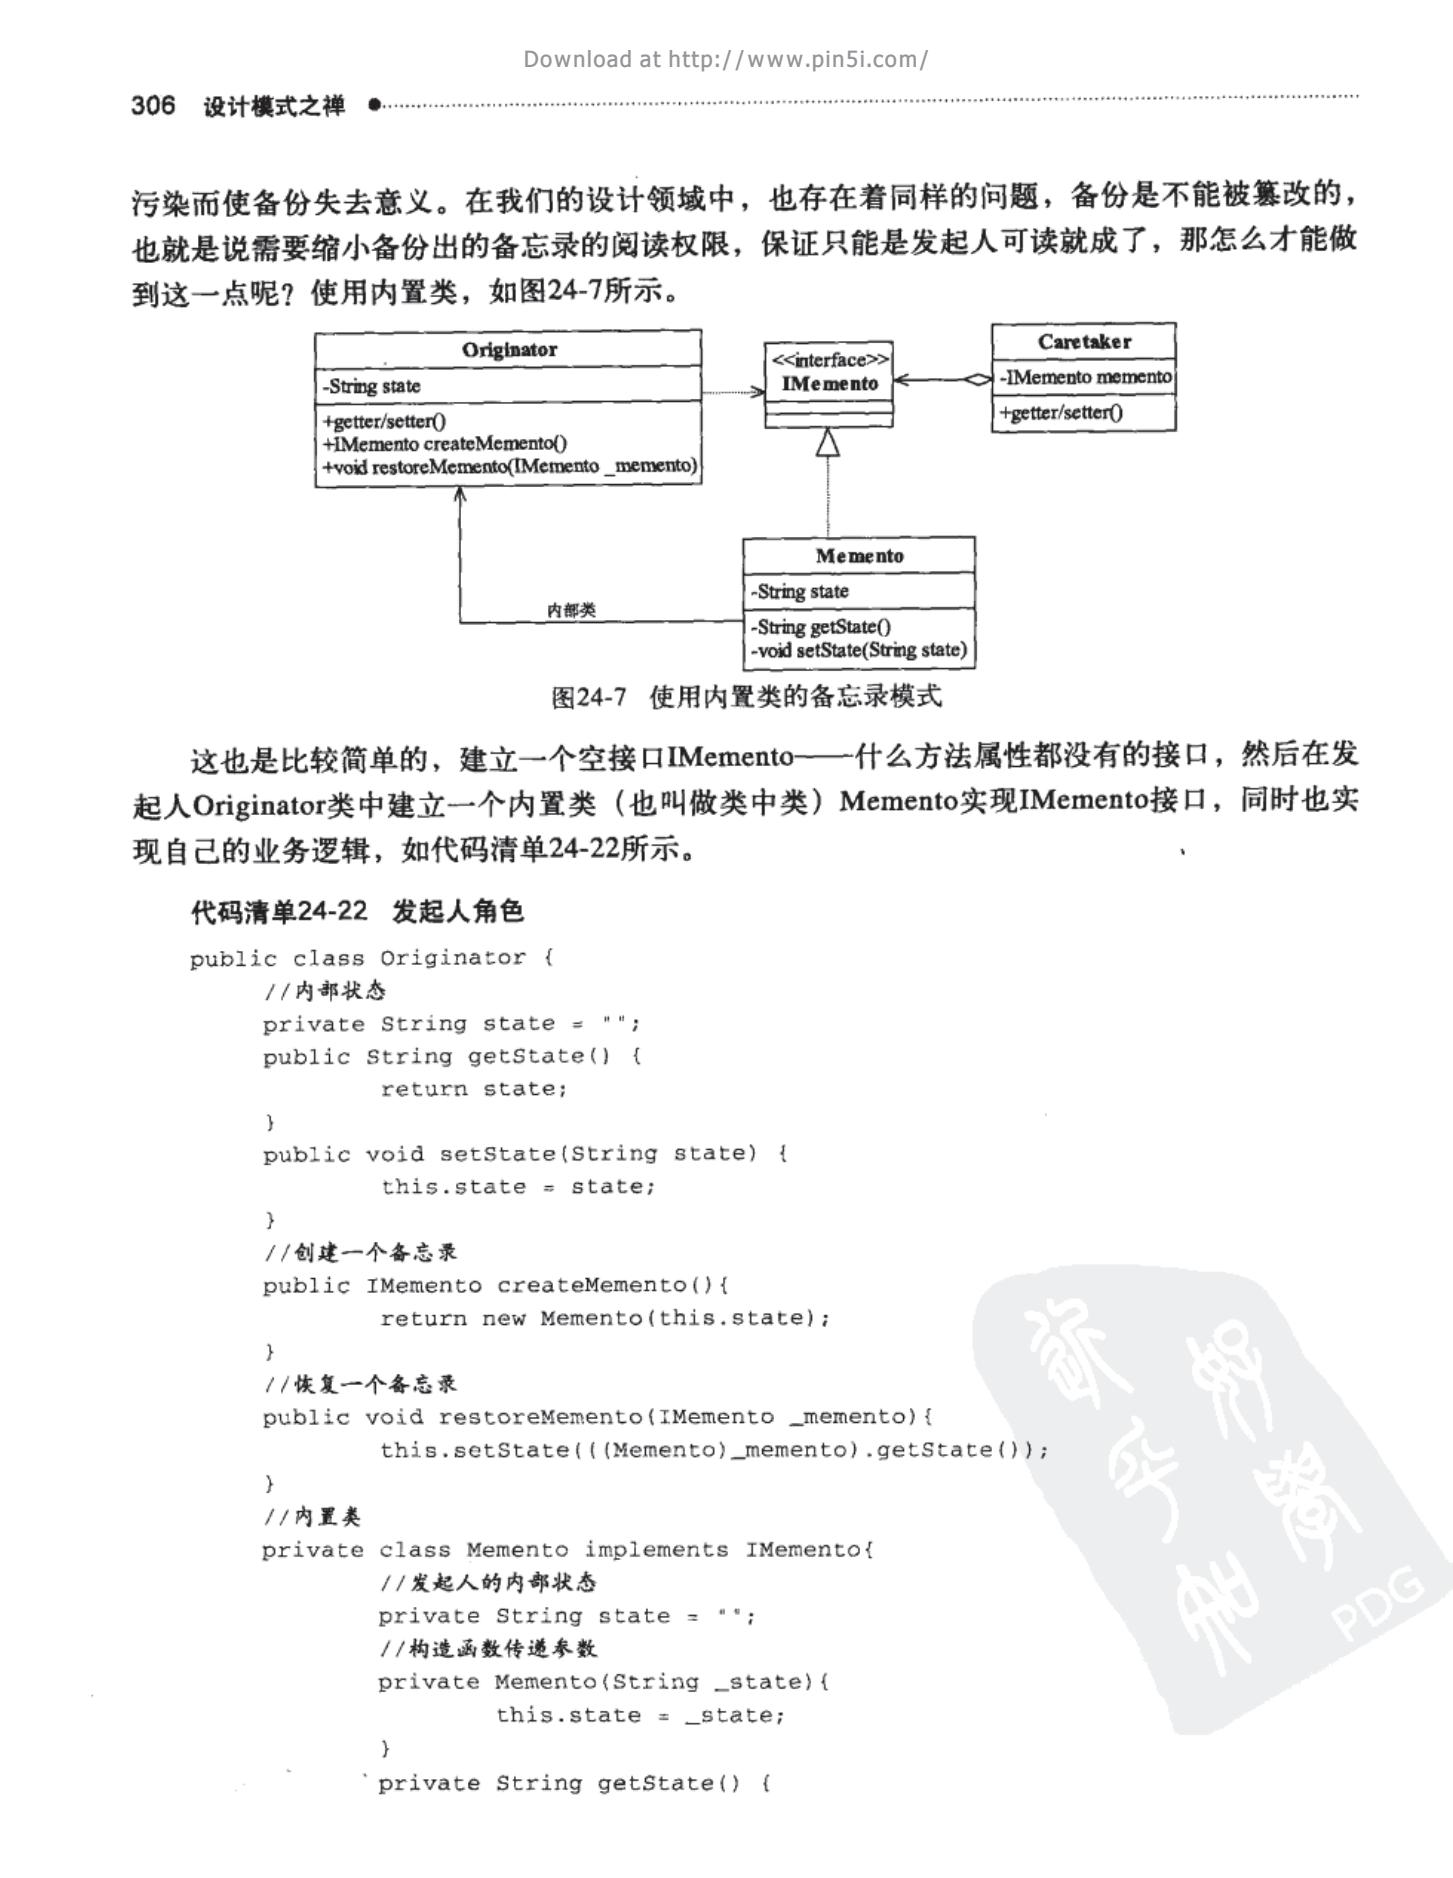 Download at http://www.pin5i.com/
306 设计模式之禅
污染而使备份失去意义。在我们的设计领域中，也存在着同样的问题，备份是不能被篡改的，
也就是说需要缩小备份出的备忘录的阅读权限，保证只能是发起人可读就成了，那怎么才能做
到这一点呢？使用内置类，如图24-7所示。
Originator
-String state
+getter/setter()
+IMemento createMemento()
+void restoreMemento(IMemento _memento)
<<interface>>
IMemento
Caretaker
-IMemento memento
+getter/setter()
Memento
-String state
-String getState()
-void setState(String state)
内部类
图24-7 使用内置类的备忘录模式
这也是比较简单的，建立一个空接口IMemento——什么方法属性都没有的接口，然后在发
起人Originator类中建立一个内置类（也叫做类中类）Memento实现IMemento接口，同时也实
现自己的业务逻辑，如代码清单24-22所示。
代码清单24-22 发起人角色
public class Originator {
//内部状态
private String state = "";
public String getState() {
return state;
}
public void setState(String state) {
this.state = state;
}
//创建一个备忘录
public IMemento createMemento(){
return new Memento(this.state);
}
//恢复一个备忘录
public void restoreMemento(IMemento _memento){
this.setState(((Memento)_memento).getState());
}
//内置类
private class Memento implements IMemento{
//发起人的内部状态
private String state = "";
//构造函数传递参数
private Memento(String _state){
this.state = _state;
}
private String getState() {
PDG